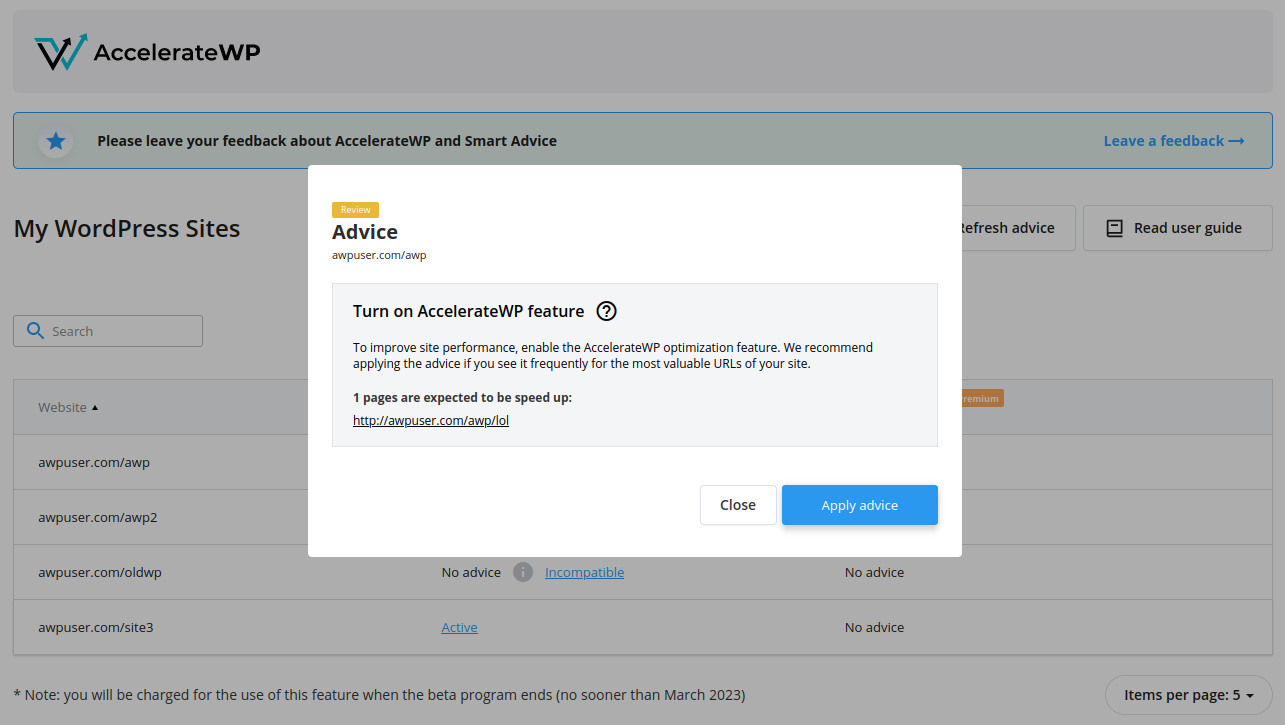 AccelerateWP
Please leave your feedback about AccelerateWP and Smart Advice
Leave a feedback →
My WordPress Sites
Refresh advice
Read user guide
Review
Advice
awpuser.com/awp
Turn on AccelerateWP feature
To improve site performance, enable the AccelerateWP optimization feature. We recommend
applying the advice if you see it frequently for the most valuable URLs of your site.
1 pages are expected to be speed up:
http://awpuser.com/awp/lol
Close
Apply advice
Search
Website
Premium
awpuser.com/awp
awpuser.com/awp2
awpuser.com/oldwp
No advice
Incompatible
No advice
awpuser.com/site3
Active
No advice
* Note: you will be charged for the use of this feature when the beta program ends (no sooner than March 2023)
Items per page: 5